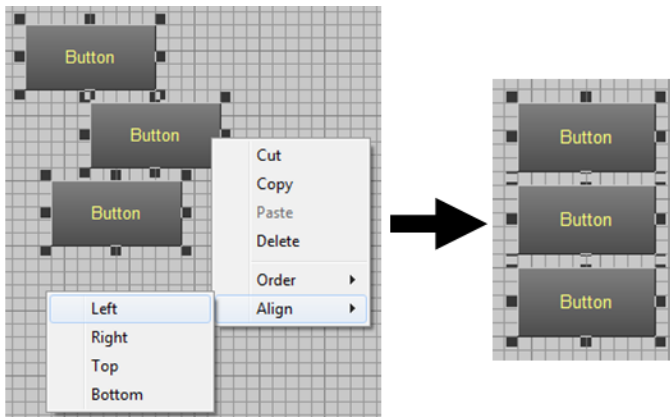 Button
Button
Button
Cut
Copy
Paste
Delete
Order
Align
Left
Right
Top
Bottom
Button
Button
Button